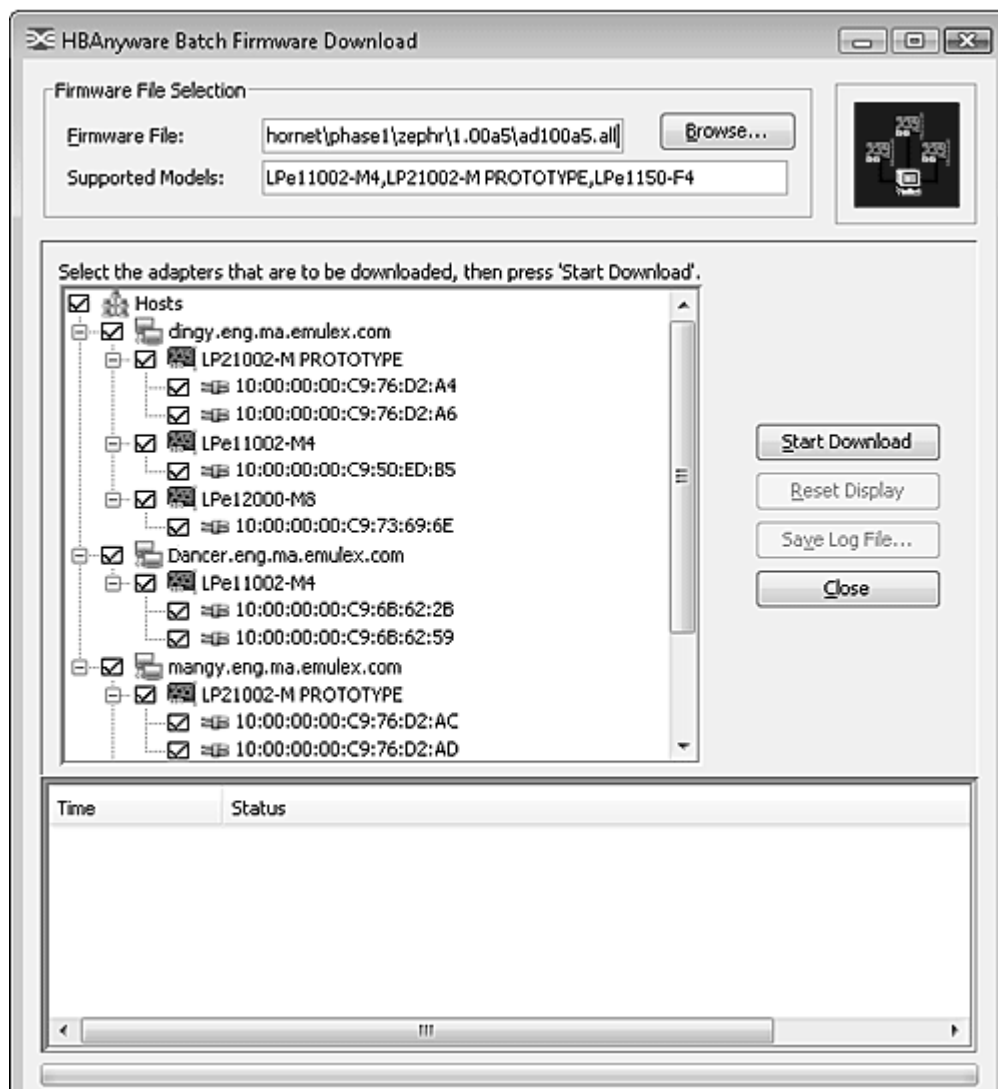 HBAnyware Batch Firmware Download
Firmware File Selection
Firmware File: hornet\phase1\zephr\1.00a5\ad100a5.all Browse...
Supported Models: LPe11002-M4,LP21002-M PROTOTYPE,LPe1150-F4
Select the adapters that are to be downloaded, then press 'Start Download'.
Hosts
dingy.eng.ma.emulex.com
LP21002-M PROTOTYPE
10:00:00:00:C9:76:D2:A4
10:00:00:00:C9:76:D2:A6
LPe11002-M4
10:00:00:00:C9:50:ED:B5
LPe12000-M8
10:00:00:00:C9:73:69:6E
Dancer.eng.ma.emulex.com
LPe11002-M4
10:00:00:00:C9:6B:62:2B
10:00:00:00:C9:6B:62:59
mangy.eng.ma.emulex.com
LP21002-M PROTOTYPE
10:00:00:00:C9:76:D2:AC
10:00:00:00:C9:76:D2:AD
Start Download
Reset Display
Save Log File...
Close
Time Status